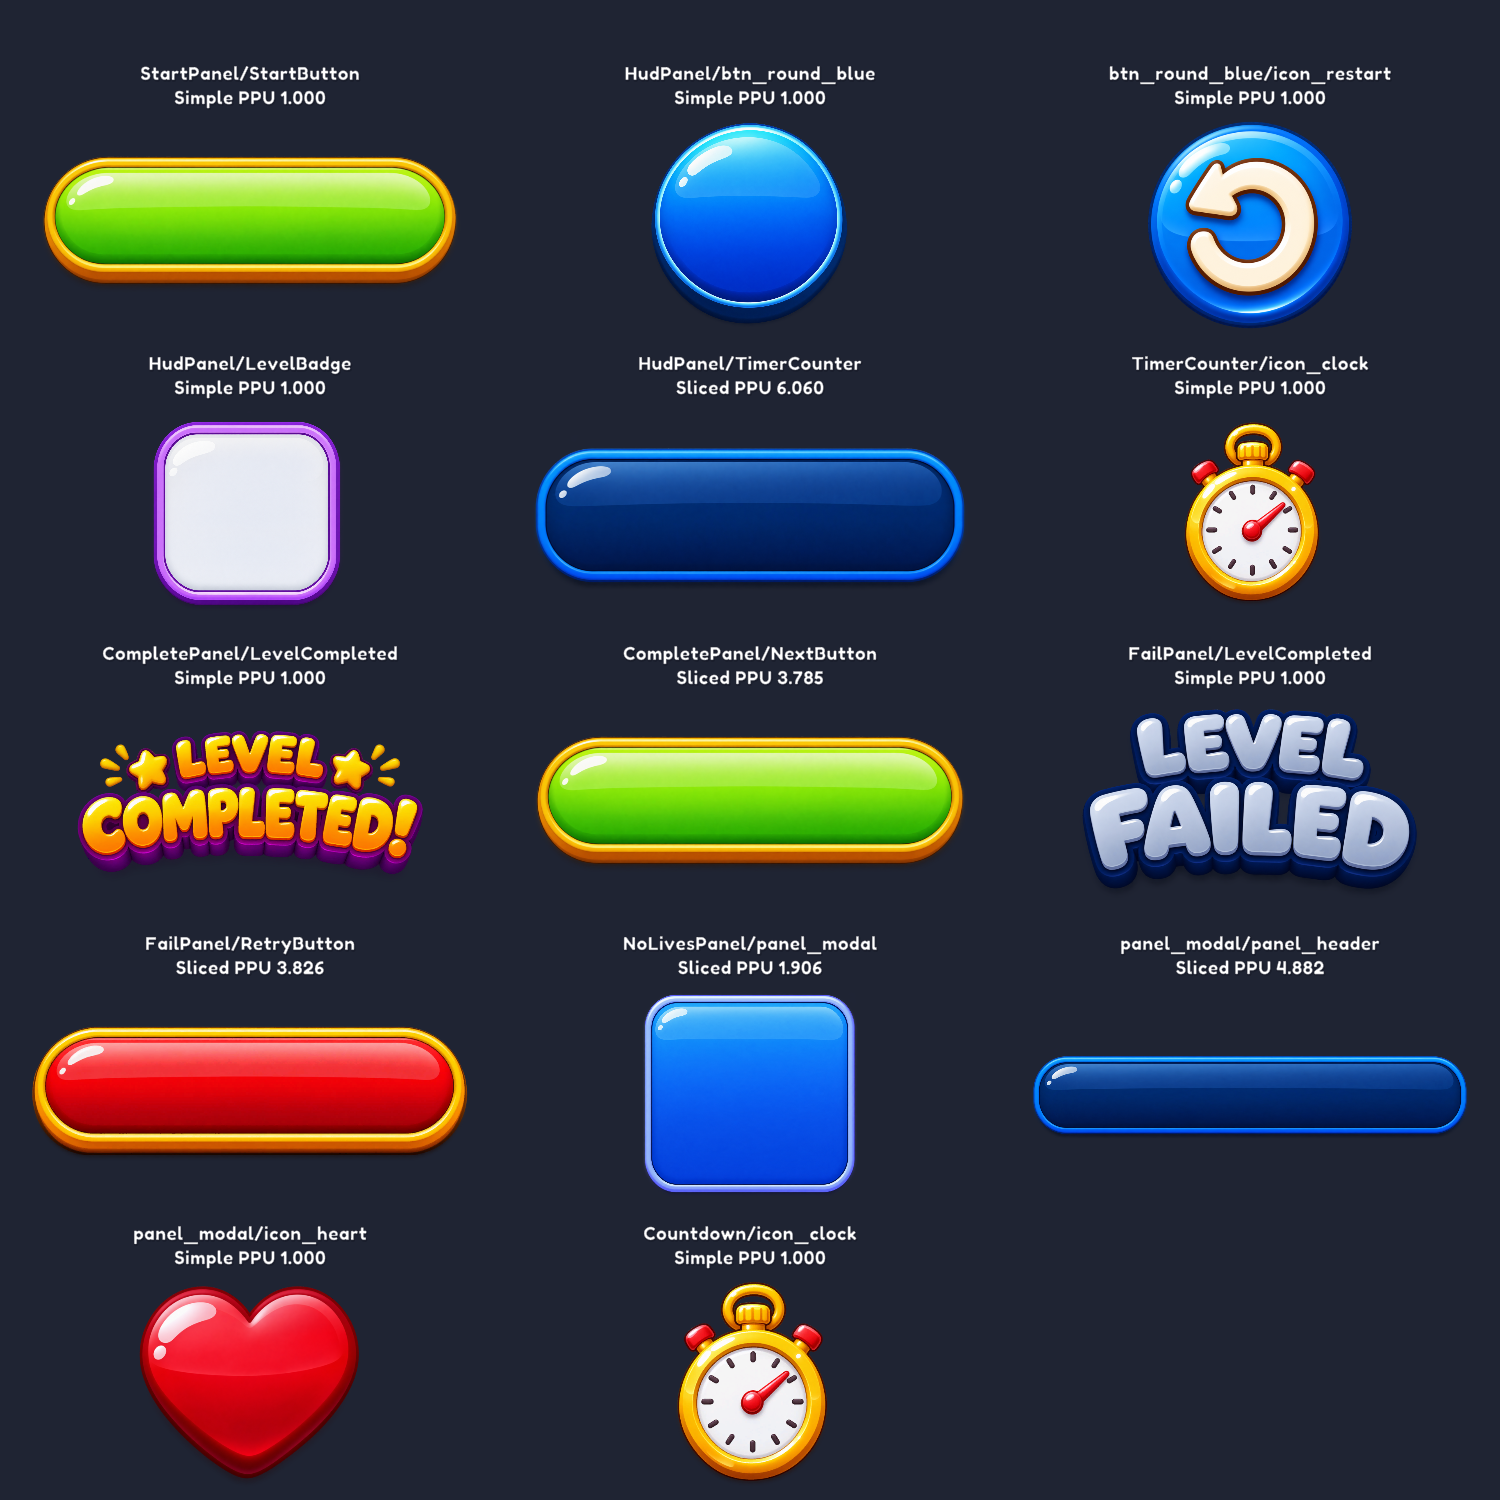 StartPanel/StartButton
Simple PPU 1.000
HudPanel/btn_round_blue
Simple PPU 1.000
btn_round_blue/icon_restart
Simple PPU 1.000
HudPanel/LevelBadge
Simple PPU 1.000
HudPanel/TimerCounter
Sliced PPU 6.060
TimerCounter/icon_clock
Simple PPU 1.000
CompletePanel/LevelCompleted
Simple PPU 1.000
LEVEL
COMPLETED!
CompletePanel/NextButton
Sliced PPU 3.785
FailPanel/LevelCompleted
Simple PPU 1.000
LEVEL
FAILED
FailPanel/RetryButton
Sliced PPU 3.826
NoLivesPanel/panel_modal
Sliced PPU 1.906
panel_modal/panel_header
Sliced PPU 4.882
panel_modal/icon_heart
Simple PPU 1.000
Countdown/icon_clock
Simple PPU 1.000